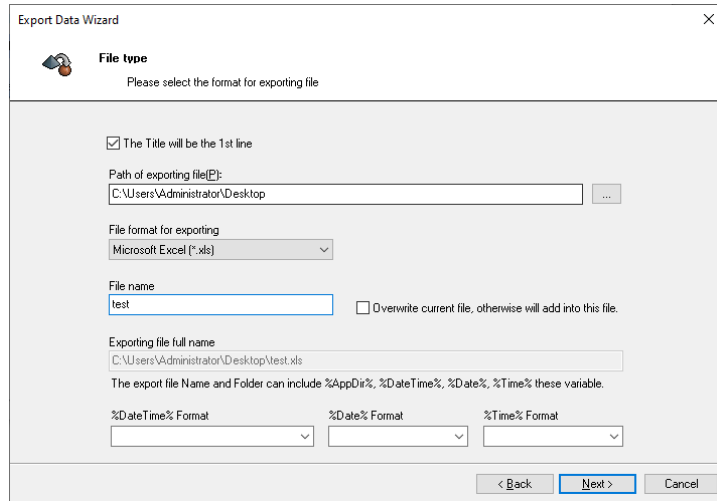 Export Data Wizard
File type
Please select the format for exporting file
The Title will be the 1st line
Path of exporting file(P):
C:\Users\Administrator\Desktop
...
File format for exporting
Microsoft Excel (*.xls)
File name
test
Overwrite current file, otherwise will add into this file.
Exporting file full name
C:\Users\Administrator\Desktop\test.xls
The export file Name and Folder can include %AppDir%, %DateTime%, %Date%, %Time% these variable.
%DateTime% Format %Date% Format %Time% Format
< Back Next > Cancel